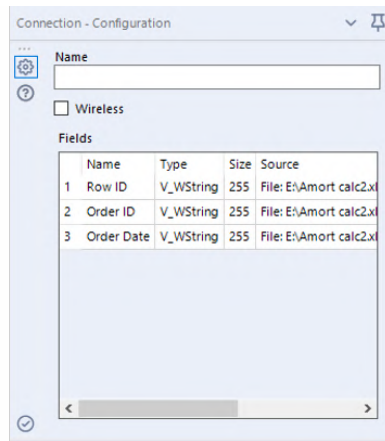 Connection - Configuration
Name
Wireless
Fields
Name Type Size Source
1 Row ID V_WString 255 File: E:\Amort calc2.xl
2 Order ID V_WString 255 File: E:\Amort calc2.xl
3 Order Date V_WString 255 File: E:\Amort calc2.xl